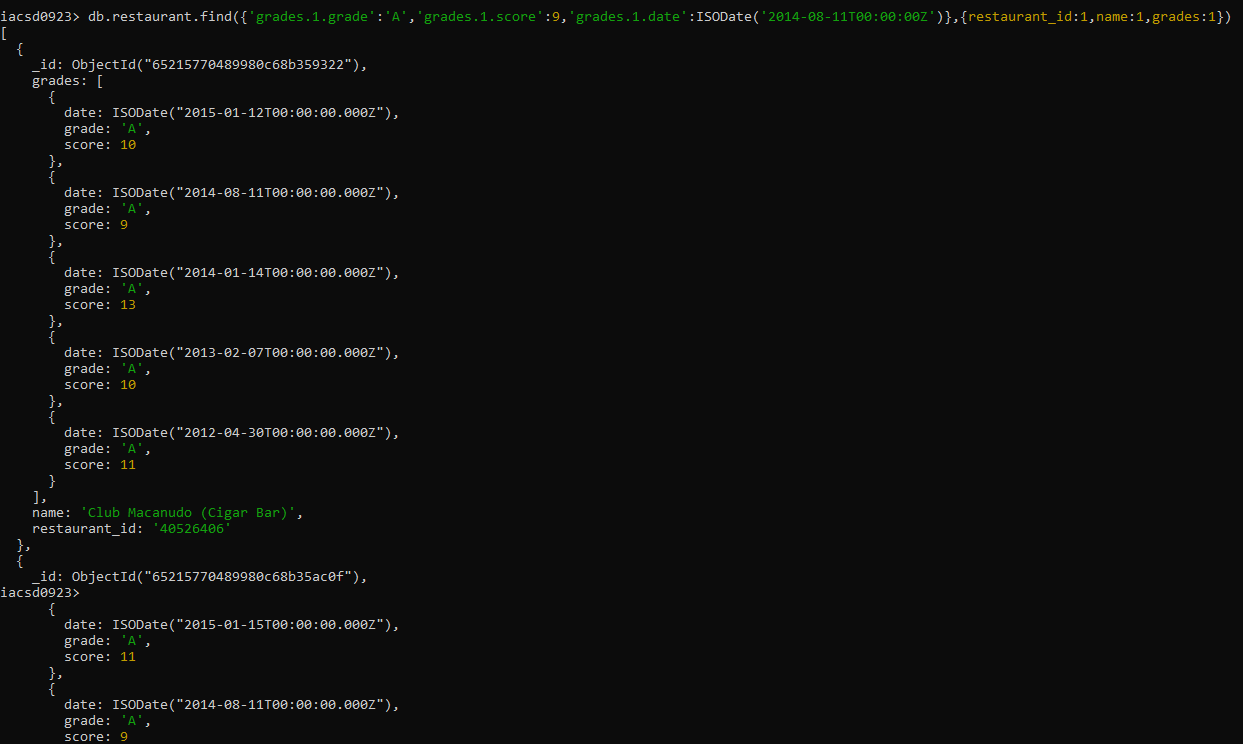 iacsd0923> db.restaurant.find({'grades.1.grade':'A','grades.1.score':9,'grades.1.date':ISODate('2014-08-11T00:00:00Z')},{restaurant_id:1,name:1,grades:1})
[
  {
    _id: ObjectId("65215770489980c68b359322"),
    grades: [
      {
        date: ISODate("2015-01-12T00:00:00.000Z"),
        grade: 'A',
        score: 10
      },
      {
        date: ISODate("2014-08-11T00:00:00.000Z"),
        grade: 'A',
        score: 9
      },
      {
        date: ISODate("2014-01-14T00:00:00.000Z"),
        grade: 'A',
        score: 13
      },
      {
        date: ISODate("2013-02-07T00:00:00.000Z"),
        grade: 'A',
        score: 10
      },
      {
        date: ISODate("2012-04-30T00:00:00.000Z"),
        grade: 'A',
        score: 11
      }
    ],
    name: 'Club Macanudo (Cigar Bar)',
    restaurant_id: '40526406'
  },
  {
    _id: ObjectId("65215770489980c68b35ac0f"),
iacsd0923>
      {
        date: ISODate("2015-01-15T00:00:00.000Z"),
        grade: 'A',
        score: 11
      },
      {
        date: ISODate("2014-08-11T00:00:00.000Z"),
        grade: 'A',
        score: 9